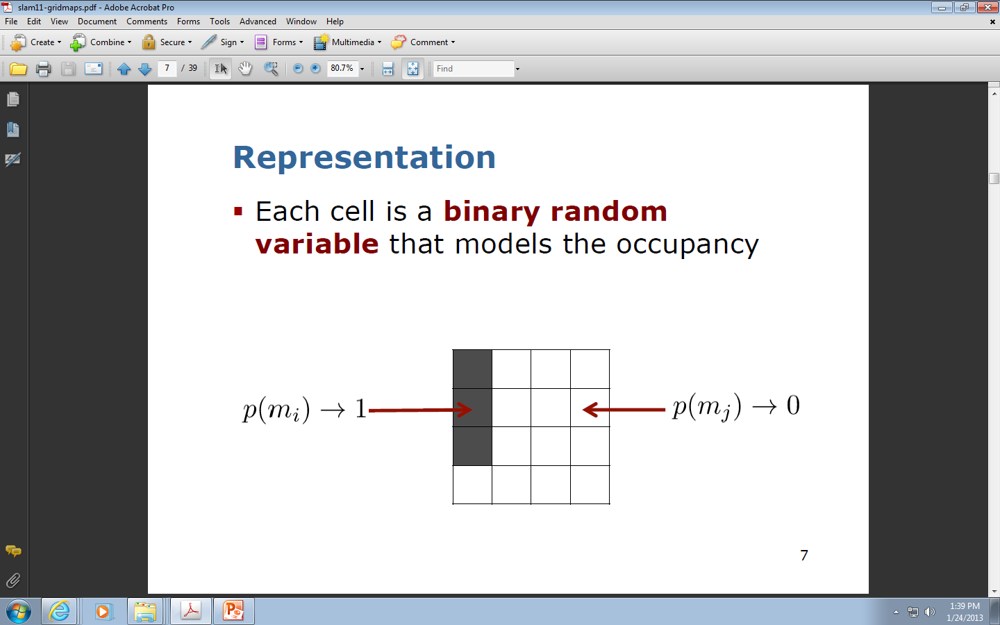 slam11-gridmaps.pdf - Adobe Acrobat Pro
File Edit View Document Comments Forms Tools Advanced Window Help
Create Combine Secure Sign Forms Multimedia Comment
7 / 39 80.7% Find
Representation
Each cell is a binary random
variable that models the occupancy
p(m_i) → 1 p(m_j) → 0
7
1:39 PM
1/24/2013